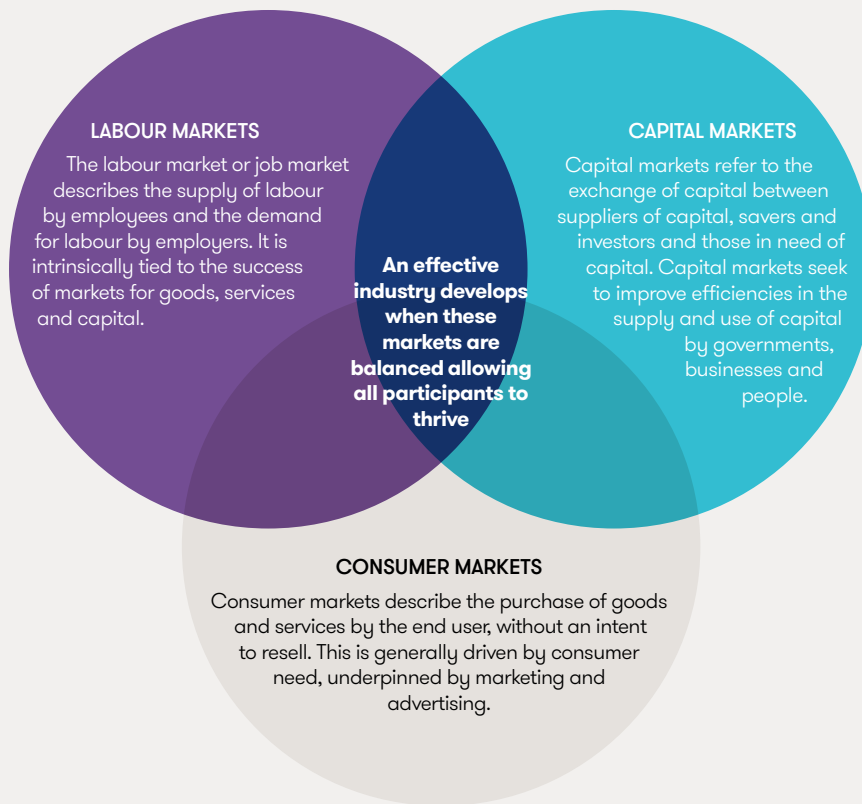 LABOUR MARKETS
The labour market or job market
describes the supply of labour
by employees and the demand
for labour by employers. It is
intrinsically tied to the success
of markets for goods, services
and capital.
CAPITAL MARKETS
Capital markets refer to the
exchange of capital between
suppliers of capital, savers and
investors and those in need of
capital. Capital markets seek
to improve efficiencies in the
supply and use of capital
by governments,
businesses and
people.
An effective
industry develops
when these
markets are
balanced allowing
all participants to
thrive
CONSUMER MARKETS
Consumer markets describe the purchase of goods
and services by the end user, without an intent
to resell. This is generally driven by consumer
need, underpinned by marketing and
advertising.